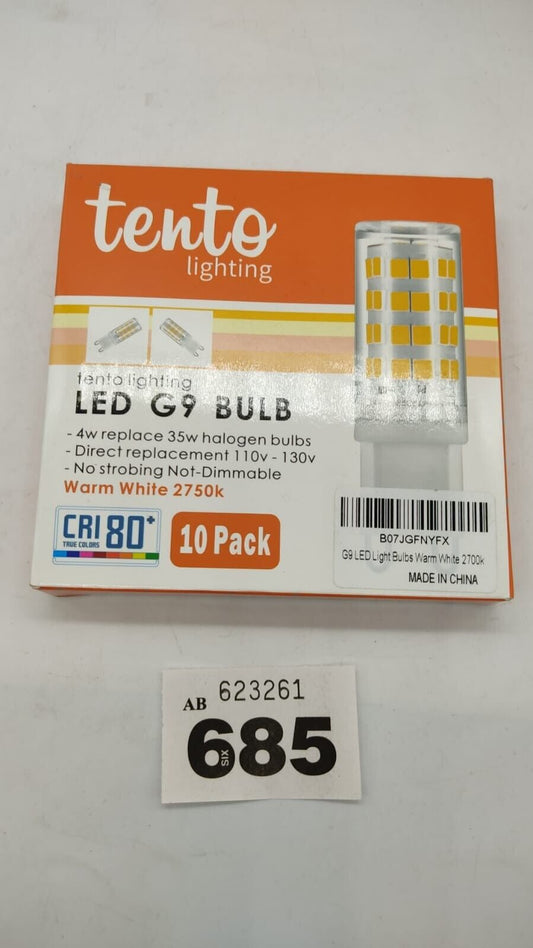 tento
lighting
tento lighting
LED G9 BULB
- 4w replace 35w halogen bulbs
- Direct replacement 110v - 130v
- No strobing Not-Dimmable
Warm White 2750k
CRI 80+
TRUE COLORS
10 Pack
B07JGFNYFX
G9 LED Light Bulbs Warm White 2700k
MADE IN CHINA
AB 623261
685
SIX